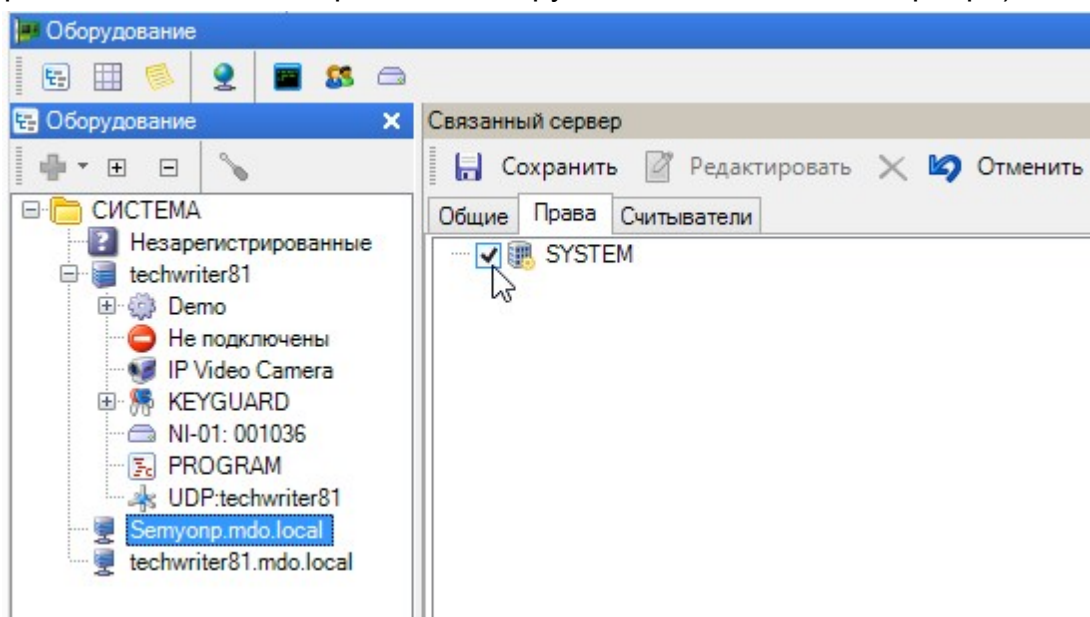 Оборудование
Оборудование
Связанный сервер
Сохранить Редактировать Отменить
Общие Права Считыватели
СИСТЕМА
Незарегистрированные
techwriter81
Demo
Не подключены
IP Video Camera
KEYGUARD
NI-01: 001036
PROGRAM
UDP:techwriter81
Semyonp.mdo.local
techwriter81.mdo.local
SYSTEM